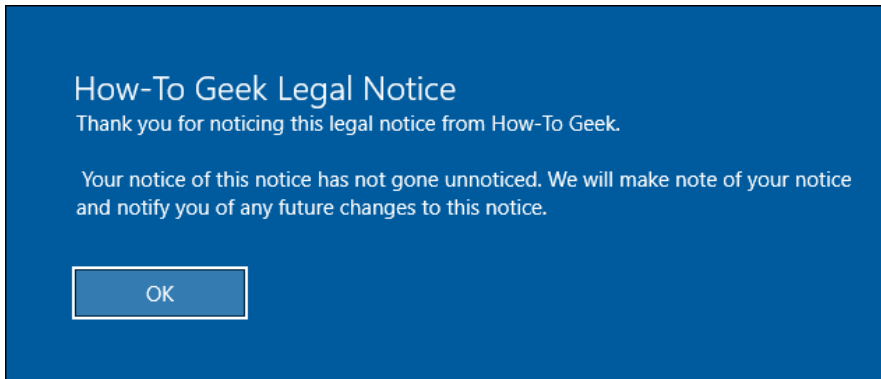 How-To Geek Legal Notice
Thank you for noticing this legal notice from How-To Geek.
Your notice of this notice has not gone unnoticed. We will make note of your notice
and notify you of any future changes to this notice.
OK